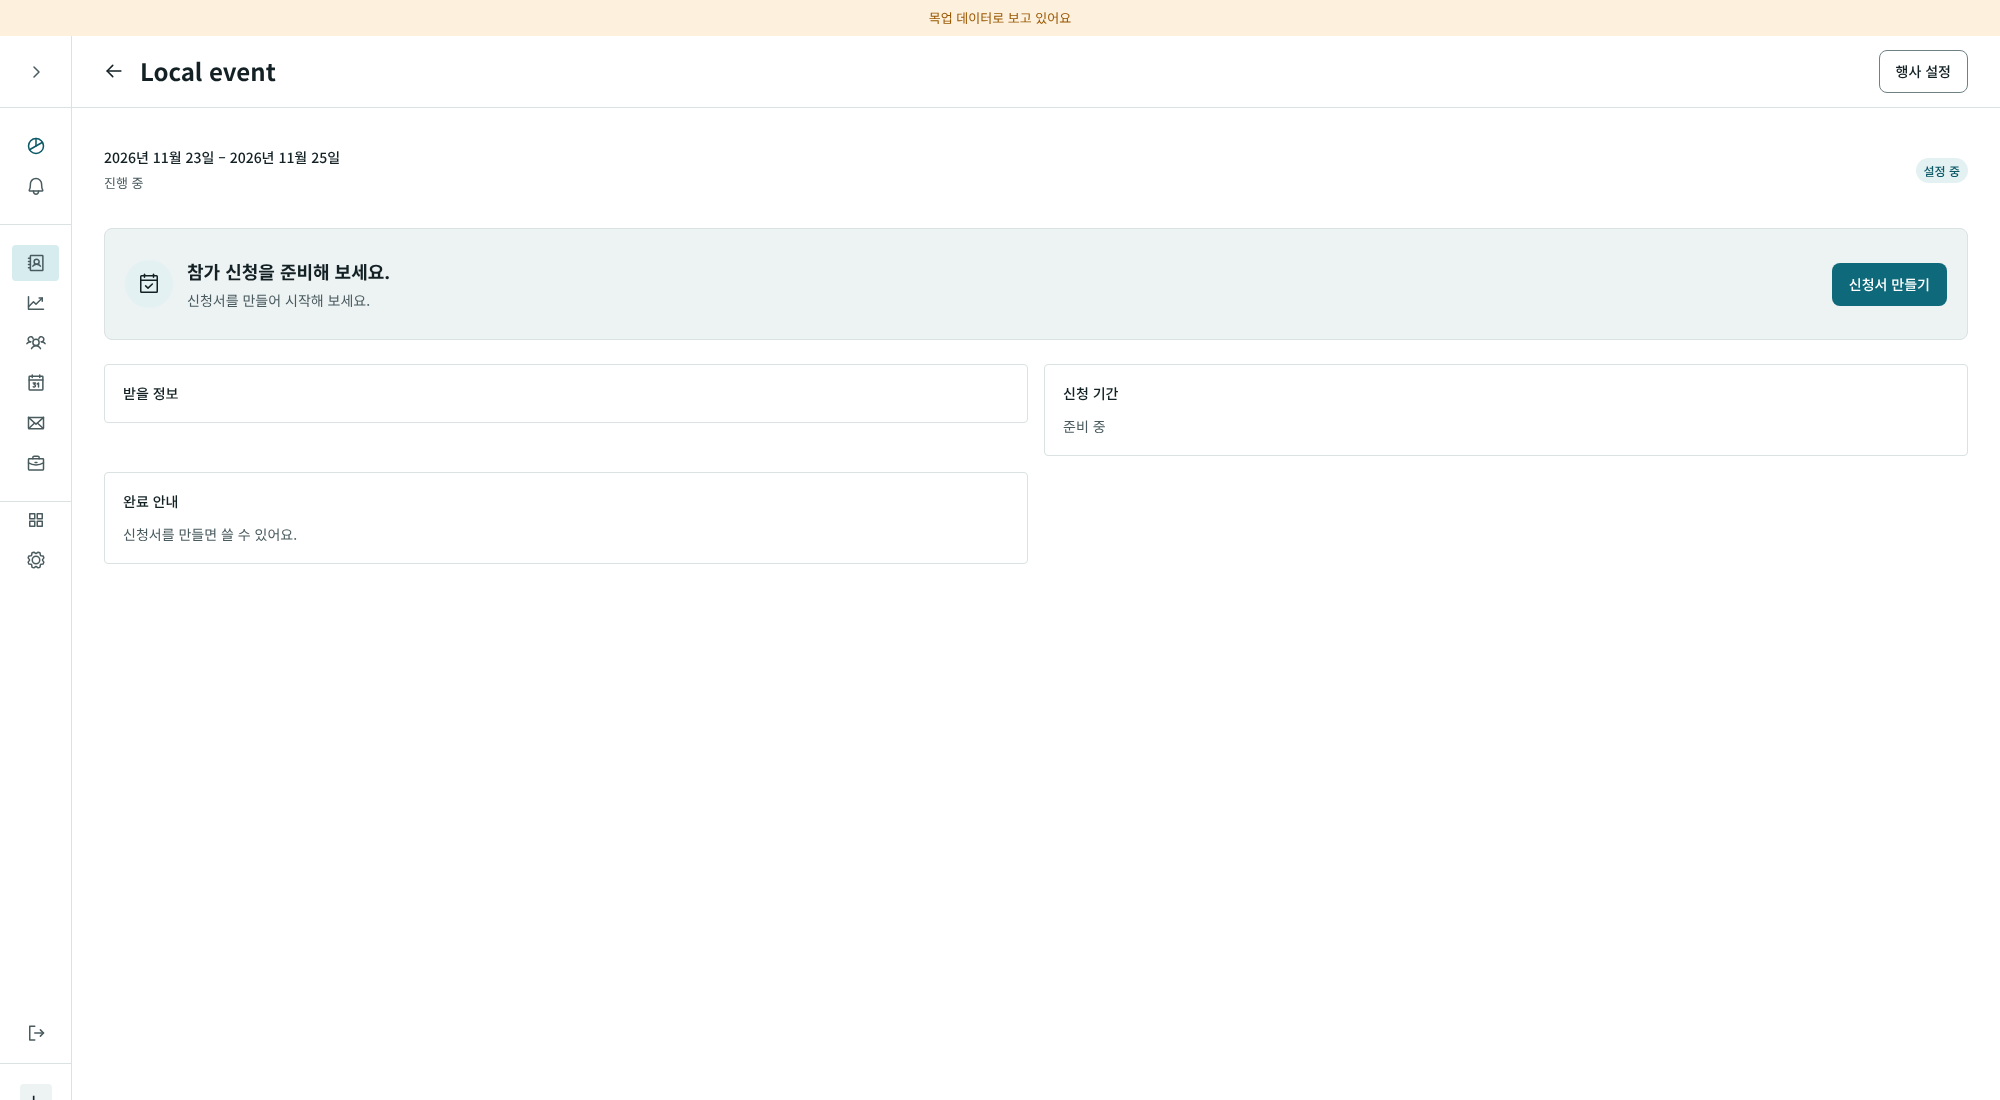 목업 데이터로 보고 있어요
Local event
행사 설정
2026년 11월 23일 – 2026년 11월 25일
진행 중
설정 중
참가 신청을 준비해 보세요.
신청서를 만들어 시작해 보세요.
신청서 만들기
받을 정보
신청 기간
준비 중
완료 안내
신청서를 만들면 쓸 수 있어요.
31